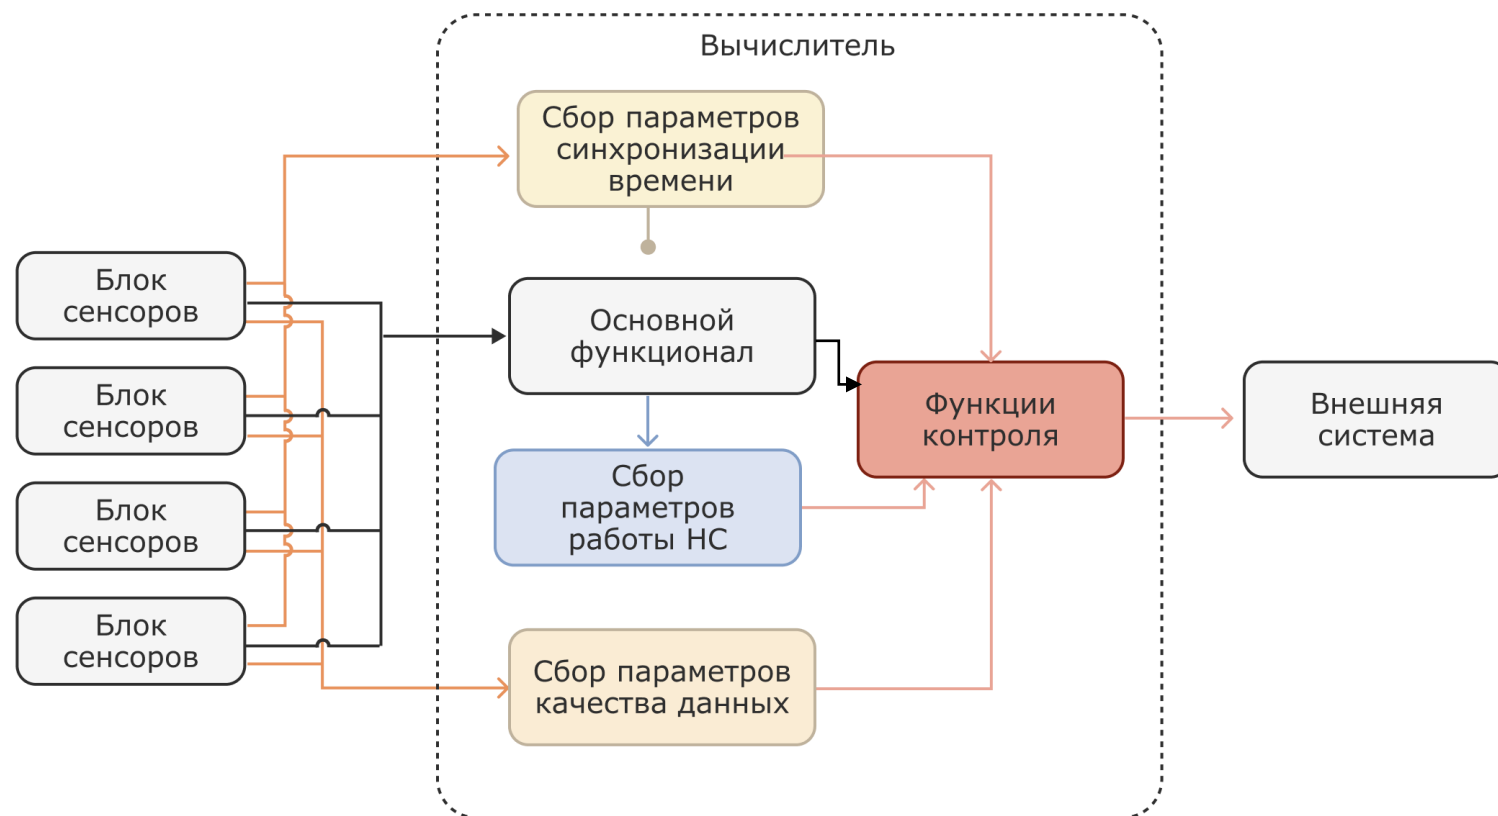 Вычислитель
Сбор параметров
синхронизации
времени
Блок
сенсоров
Блок
сенсоров
Блок
сенсоров
Блок
сенсоров
Основной
функционал
Сбор
параметров
работы НС
Сбор параметров
качества данных
Функции
контроля
Внешняя
система